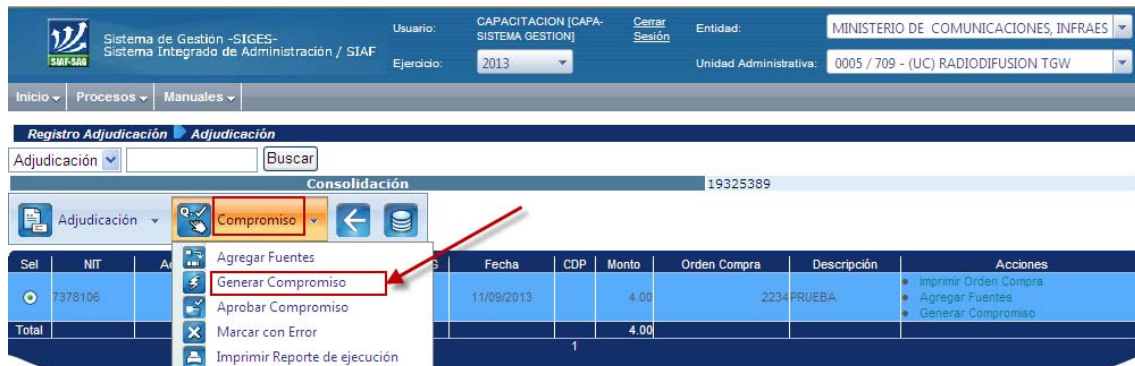 SIAF-SAG
Sistema de Gestión -SIGES-
Sistema Integrado de Administración / SIAF
Usuario:
CAPACITACION [CAPA-
SISTEMA GESTION]
Cerrar
Sesión
Entidad:
MINISTERIO DE COMUNICACIONES, INFRAES
Ejercicio:
2013
Unidad Administrativa:
0005 / 709 - (UC) RADIODIFUSION TGW
Inicio Procesos Manuales
Registro Adjudicación Adjudicación
Adjudicación Buscar
Consolidación 19325389
Adjudicación Compromiso
Agregar Fuentes
Generar Compromiso
Aprobar Compromiso
Marcar con Error
Imprimir Reporte de ejecución
Sel NIT Fecha CDP Monto Orden Compra Descripción Acciones
7378106 11/09/2013 4.00 2234 PRUEBA
Imprimir Orden Compra
Agregar Fuentes
Generar Compromiso
Total 4.00
1